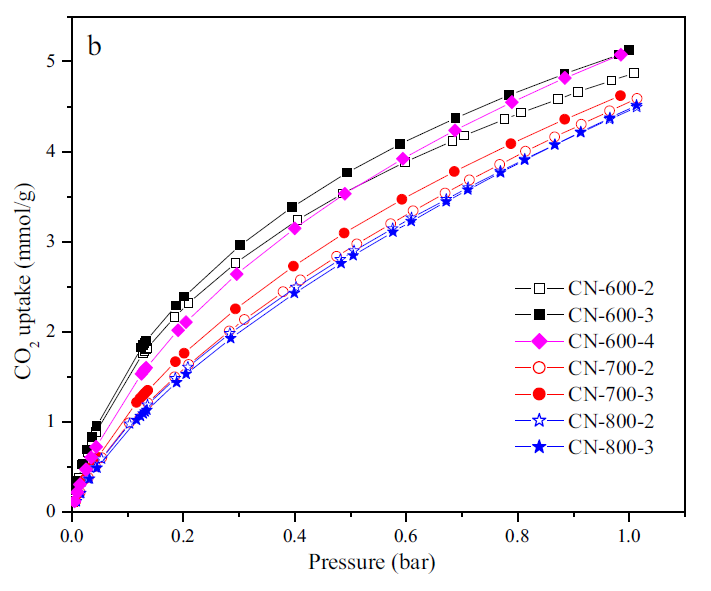 b
5
4
3
2
1
0
CO2 uptake (mmol/g)
0.0 0.2 0.4 0.6 0.8 1.0
Pressure (bar)
CN-600-2
CN-600-3
CN-600-4
CN-700-2
CN-700-3
CN-800-2
CN-800-3